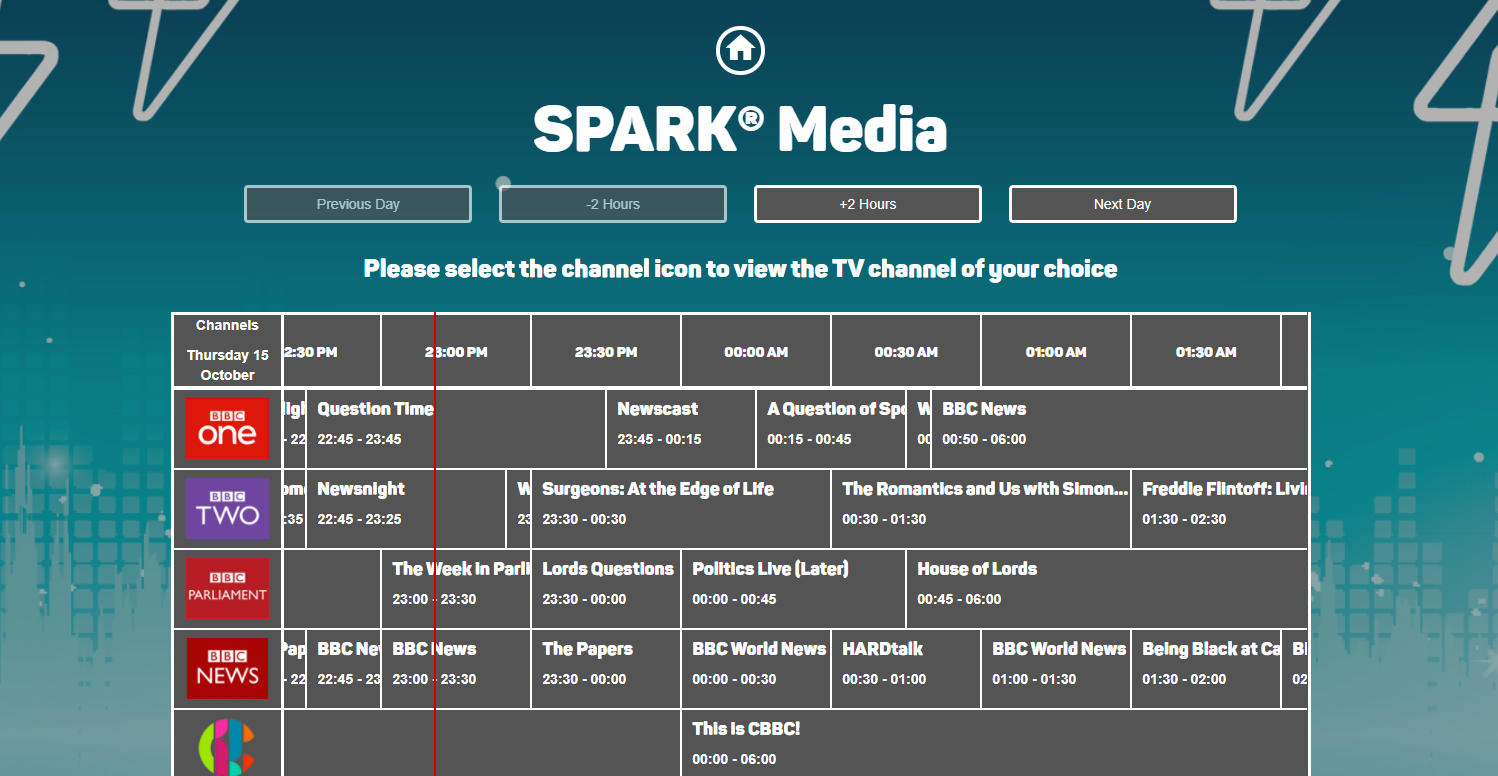 SPARK® Media
Previous Day
-2 Hours
+2 Hours
Next Day
Please select the channel icon to view the TV channel of your choice
Channels
Thursday 15
October
2:30 PM
23:00 PM
23:30 PM
00:00 AM
00:30 AM
01:00 AM
01:30 AM
BBC
one
- 22
Question Time
22:45 - 23:45
Newscast
23:45 - 00:15
A Question of Spo
00:15 - 00:45
W
00
BBC News
00:50 - 06:00
BBC
TWO
:35
Newsnight
22:45 - 23:25
W
23
Surgeons: At the Edge of Life
23:30 - 00:30
The Romantics and Us with Simon...
00:30 - 01:30
Freddie Flintoff: Livi
01:30 - 02:30
BBC
PARLIAMENT
The Week in Parli
23:00 - 23:30
Lords Questions
23:30 - 00:00
Politics Live (Later)
00:00 - 00:45
House of Lords
00:45 - 06:00
BBC
NEWS
Pap
- 22
BBC Ne
22:45 - 23
BBC News
23:00 - 23:30
The Papers
23:30 - 00:00
BBC World News
00:00 - 00:30
HARDtalk
00:30 - 01:00
BBC World News
01:00 - 01:30
Being Black at Ca
01:30 - 02:00
02
This is CBBC!
00:00 - 06:00